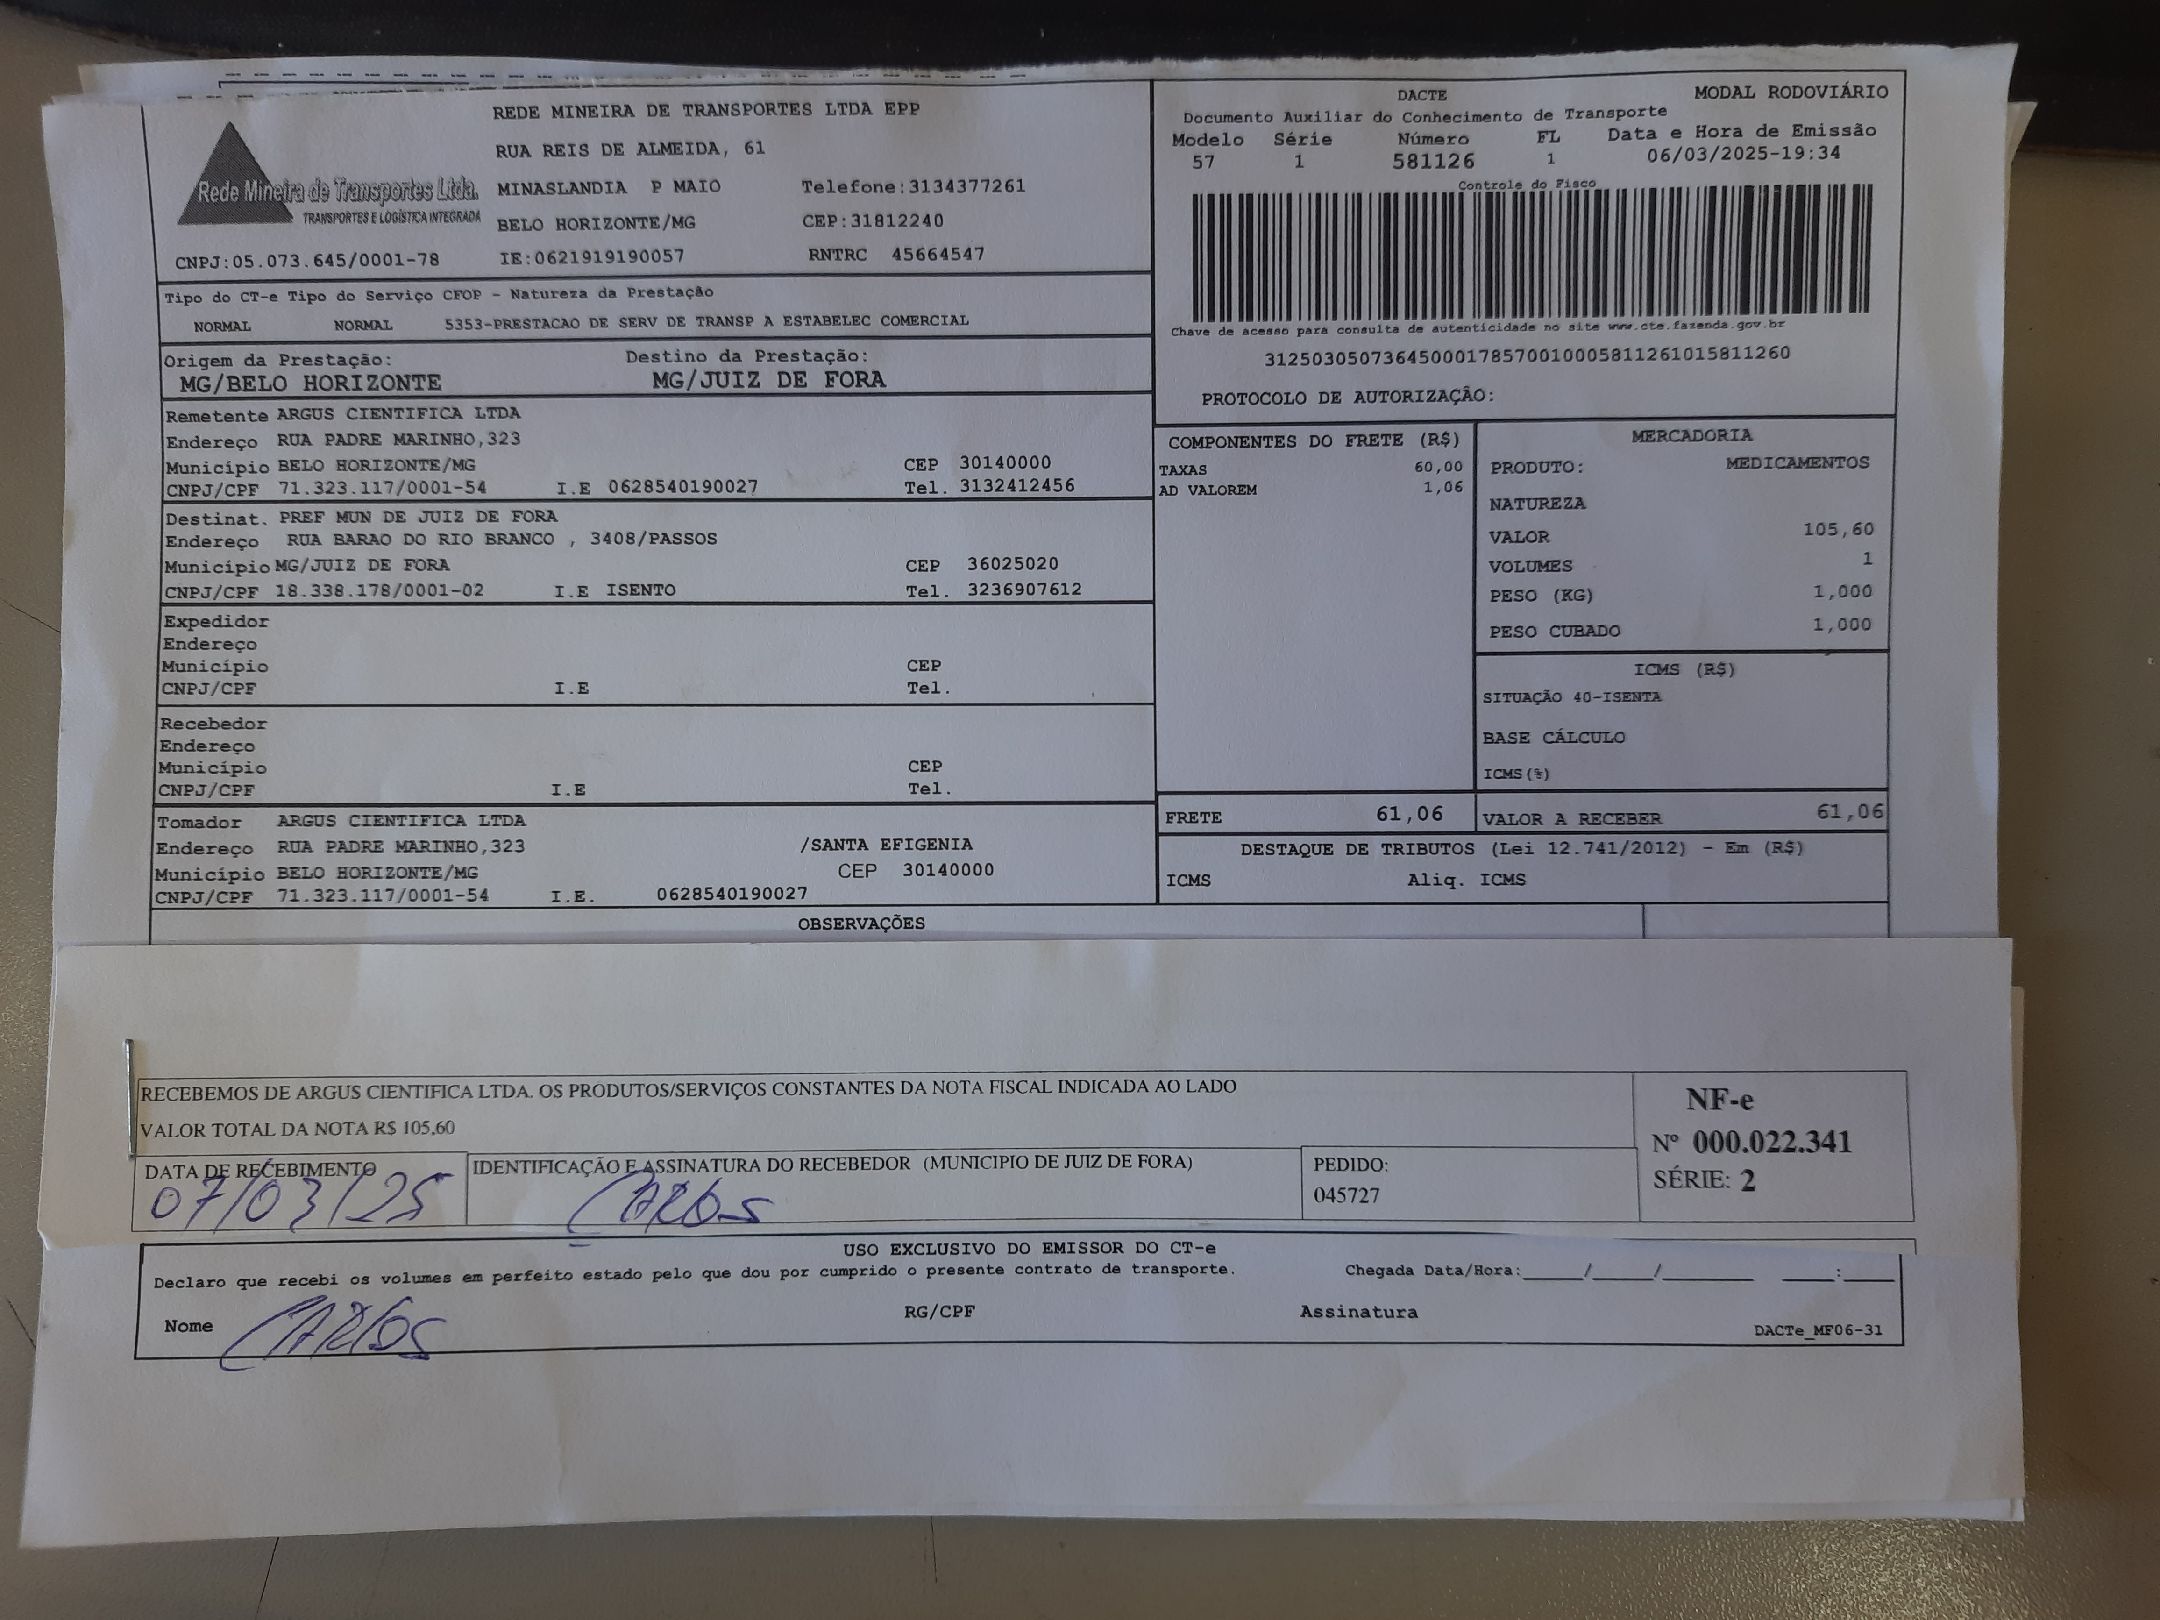 REDE MINEIRA DE TRANSPORTES LTDA EPP
RUA REIS DE ALMEIDA, 61
Rede Mineira de Transportes Ltda.
TRANSPORTES E LOGÍSTICA INTEGRADA
MINASLANDIA P MAIO Telefone:3134377261
BELO HORIZONTE/MG CEP:31812240
CNPJ:05.073.645/0001-78 IE:0621919190057 RNTRC 45664547
DACTE MODAL RODOVIÁRIO
Documento Auxiliar do Conhecimento de Transporte
Modelo Série Número FL Data e Hora de Emissão
57 1 581126 1 06/03/2025-19:34
Controle do Fisco
Chave de acesso para consulta de autenticidade no site www.cte.fazenda.gov.br
31250305073645000178570010005811261015811260
PROTOCOLO DE AUTORIZAÇÃO:
Tipo do CT-e Tipo do Serviço CFOP - Natureza da Prestação
NORMAL NORMAL 5353-PRESTACAO DE SERV DE TRANSP A ESTABELEC COMERCIAL
Origem da Prestação: Destino da Prestação:
MG/BELO HORIZONTE MG/JUIZ DE FORA
Remetente ARGUS CIENTIFICA LTDA
Endereço RUA PADRE MARINHO,323
Município BELO HORIZONTE/MG CEP 30140000
CNPJ/CPF 71.323.117/0001-54 I.E 0628540190027 Tel. 3132412456
Destinat. PREF MUN DE JUIZ DE FORA
Endereço RUA BARAO DO RIO BRANCO , 3408/PASSOS
Município MG/JUIZ DE FORA CEP 36025020
CNPJ/CPF 18.338.178/0001-02 I.E ISENTO Tel. 3236907612
Expedidor
Endereço
Município CEP
CNPJ/CPF I.E Tel.
Recebedor
Endereço
Município CEP
CNPJ/CPF I.E Tel.
Tomador ARGUS CIENTIFICA LTDA
Endereço RUA PADRE MARINHO,323 /SANTA EFIGENIA
Município BELO HORIZONTE/MG CEP 30140000
CNPJ/CPF 71.323.117/0001-54 I.E. 0628540190027
COMPONENTES DO FRETE (R$)
TAXAS 60,00
AD VALOREM 1,06
MERCADORIA
PRODUTO: MEDICAMENTOS
NATUREZA
VALOR 105,60
VOLUMES 1
PESO (KG) 1,000
PESO CUBADO 1,000
ICMS (R$)
SITUAÇÃO 40-ISENTA
BASE CÁLCULO
ICMS(%)
FRETE 61,06 VALOR A RECEBER 61,06
DESTAQUE DE TRIBUTOS (Lei 12.741/2012) - Em (R$)
ICMS Aliq. ICMS
OBSERVAÇÕES
RECEBEMOS DE ARGUS CIENTIFICA LTDA. OS PRODUTOS/SERVIÇOS CONSTANTES DA NOTA FISCAL INDICADA AO LADO
VALOR TOTAL DA NOTA R$ 105,60
DATA DE RECEBIMENTO IDENTIFICAÇÃO E ASSINATURA DO RECEBEDOR (MUNICIPIO DE JUIZ DE FORA) PEDIDO:
07/03/25 CARLOS 045727
NF-e
Nº 000.022.341
SÉRIE: 2
USO EXCLUSIVO DO EMISSOR DO CT-e
Declaro que recebi os volumes em perfeito estado pelo que dou por cumprido o presente contrato de transporte. Chegada Data/Hora:_____/_____/________ ____:____
Nome CARLOS RG/CPF Assinatura
DACTe_MF06-31